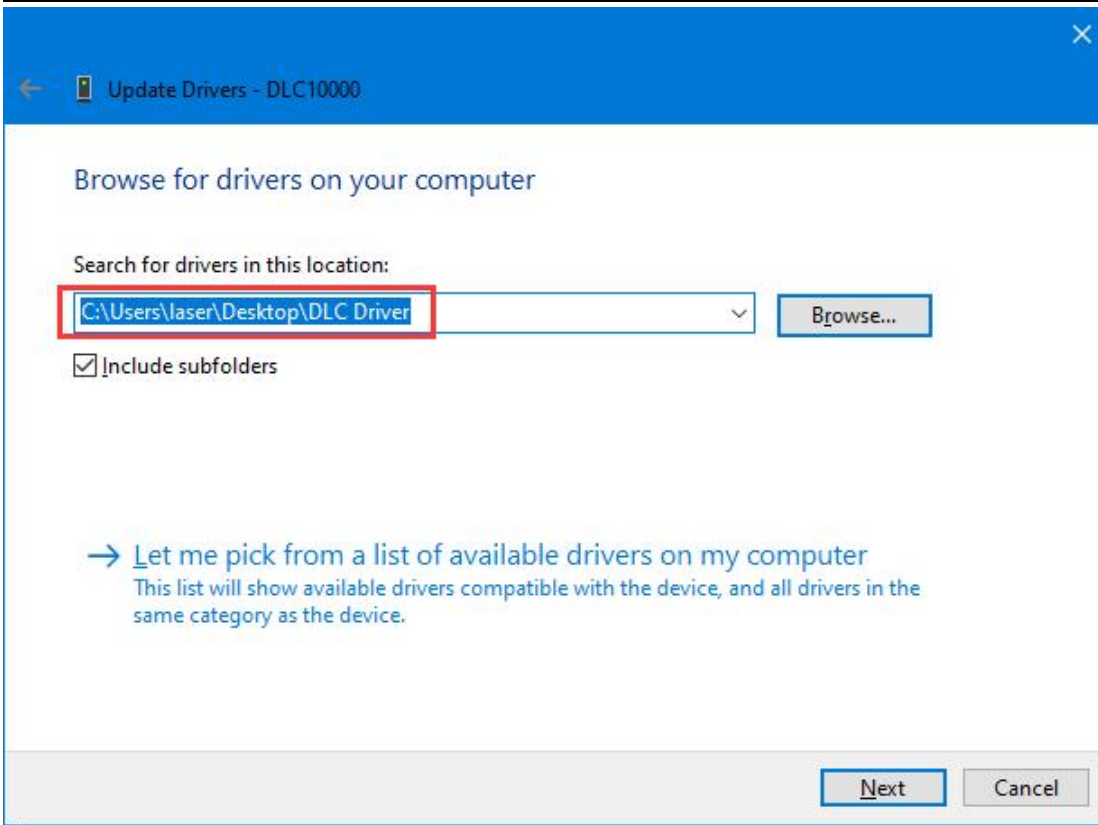 Update Drivers - DLC10000
Browse for drivers on your computer
Search for drivers in this location:
C:\Users\laser\Desktop\DLC Driver
Browse...
Include subfolders
Let me pick from a list of available drivers on my computer
This list will show available drivers compatible with the device, and all drivers in the
same category as the device.
Next
Cancel